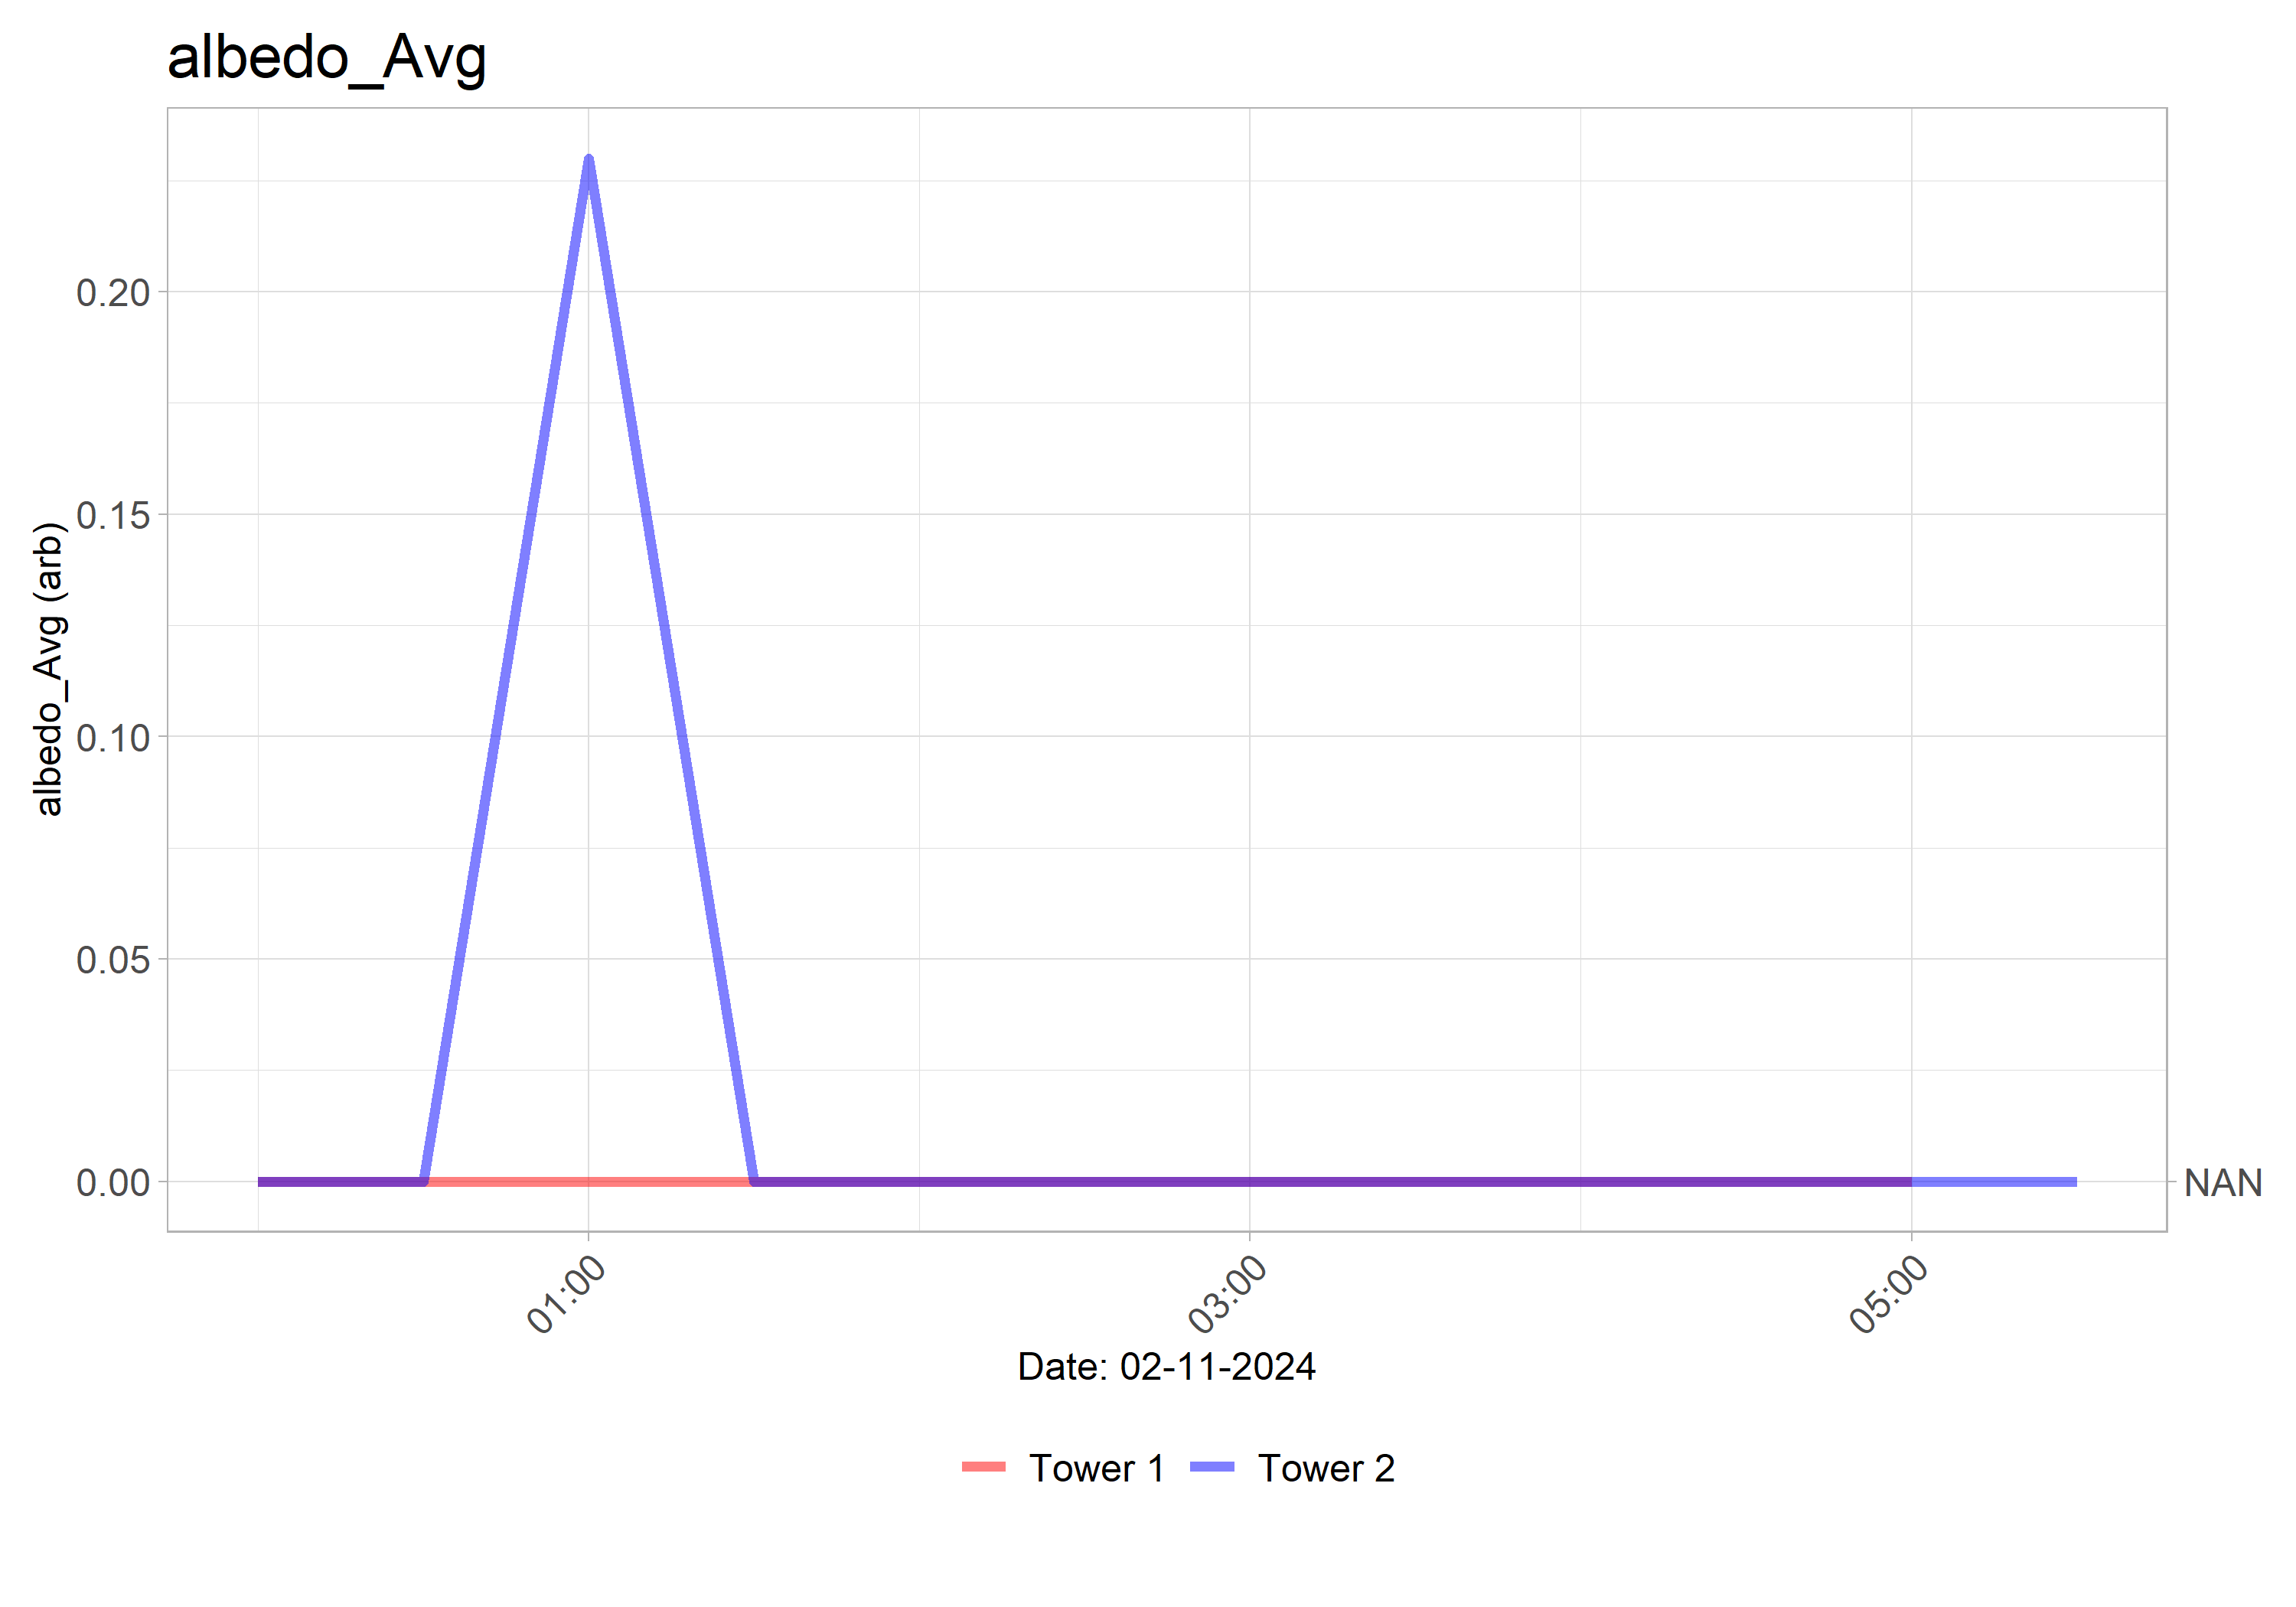 albedo_Avg
albedo_Avg (arb)
0.20
0.15
0.10
0.05
0.00
NAN
01:00
03:00
05:00
Date: 02-11-2024
Tower 1
Tower 2